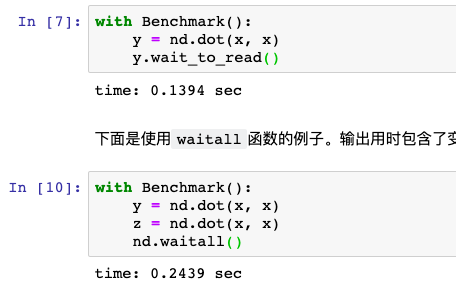 In [7]: with Benchmark():
    y = nd.dot(x, x)
    y.wait_to_read()
time: 0.1394 sec
下面是使用 waitall 函数的例子。输出用时包含了
In [10]: with Benchmark():
    y = nd.dot(x, x)
    z = nd.dot(x, x)
    nd.waitall()
time: 0.2439 sec